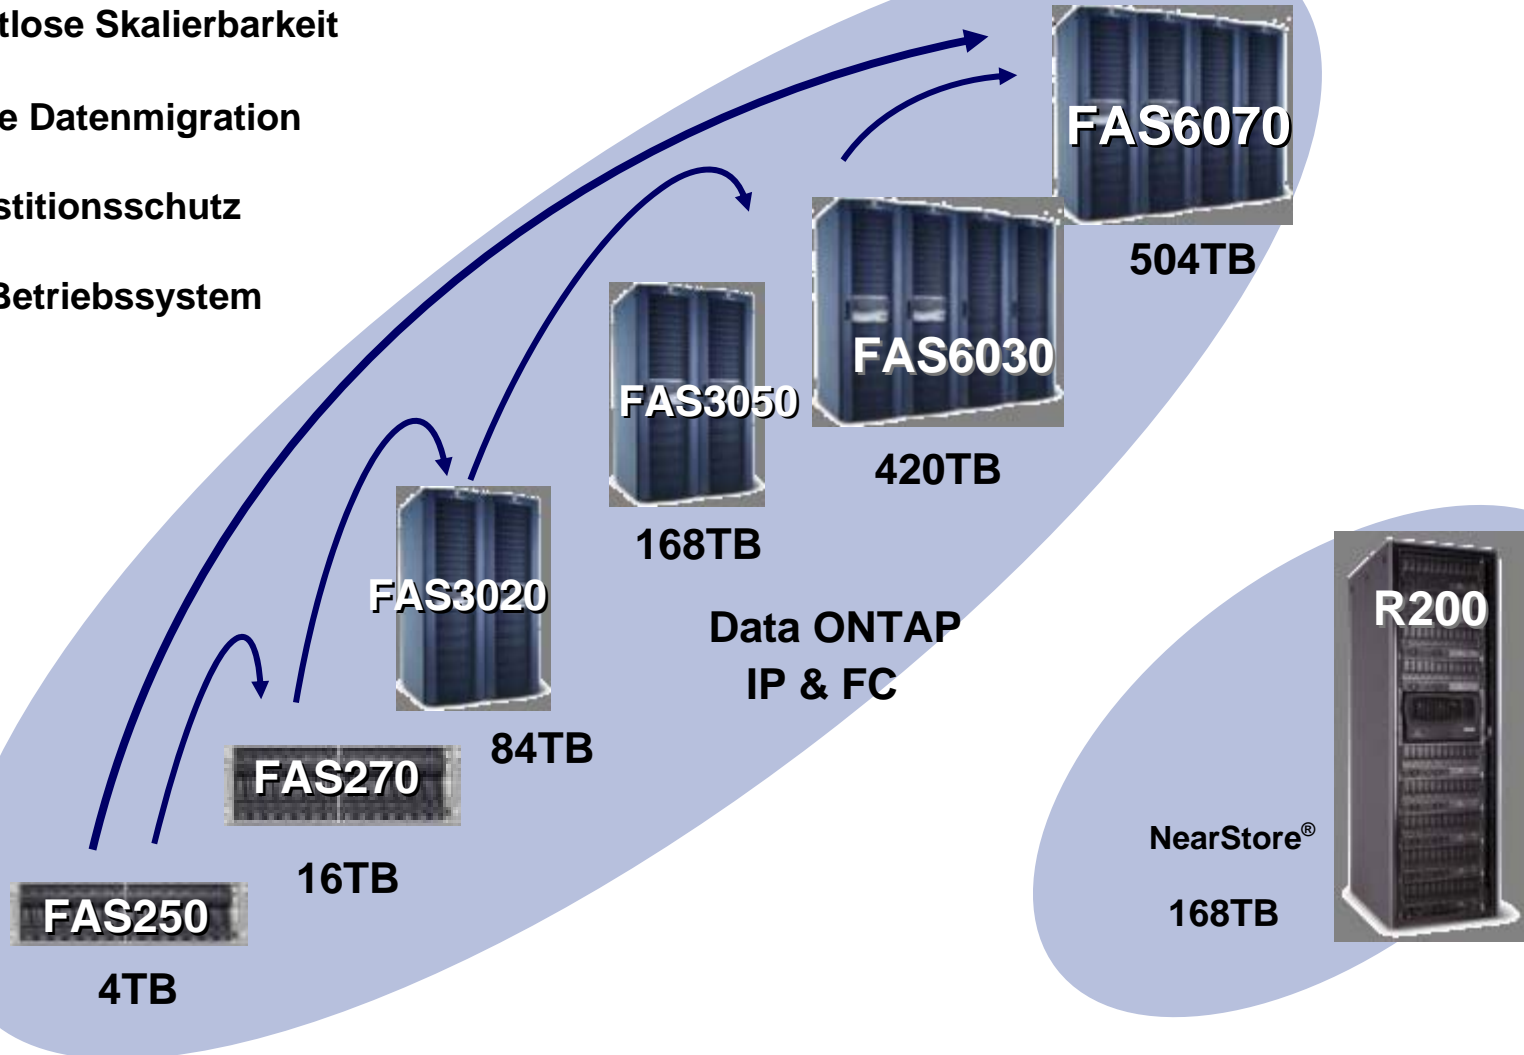 tlose Skalierbarkeit
e Datenmigration
stitionsschutz
Betriebssystem
FAS6070
504TB
FAS6030
420TB
FAS3050
168TB
FAS3020
84TB
Data ONTAP
IP & FC
FAS270
16TB
FAS250
4TB
R200
NearStore®
168TB